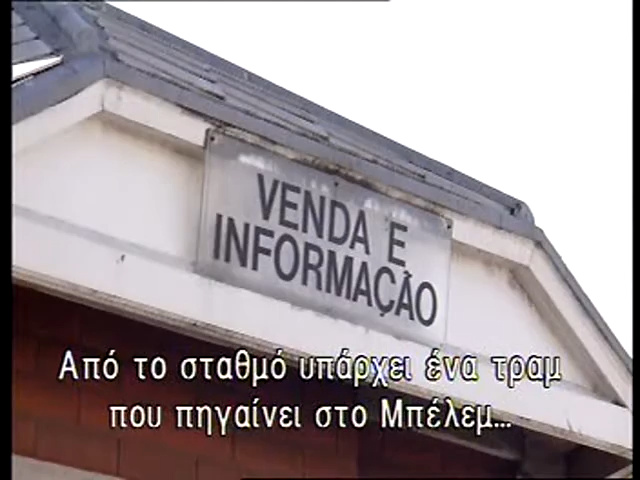 VENDA E
INFORMAÇÃO
Από το σταθμό υπάρχει ένα τραμ
που πηγαίνει στο Μπέλεμ...